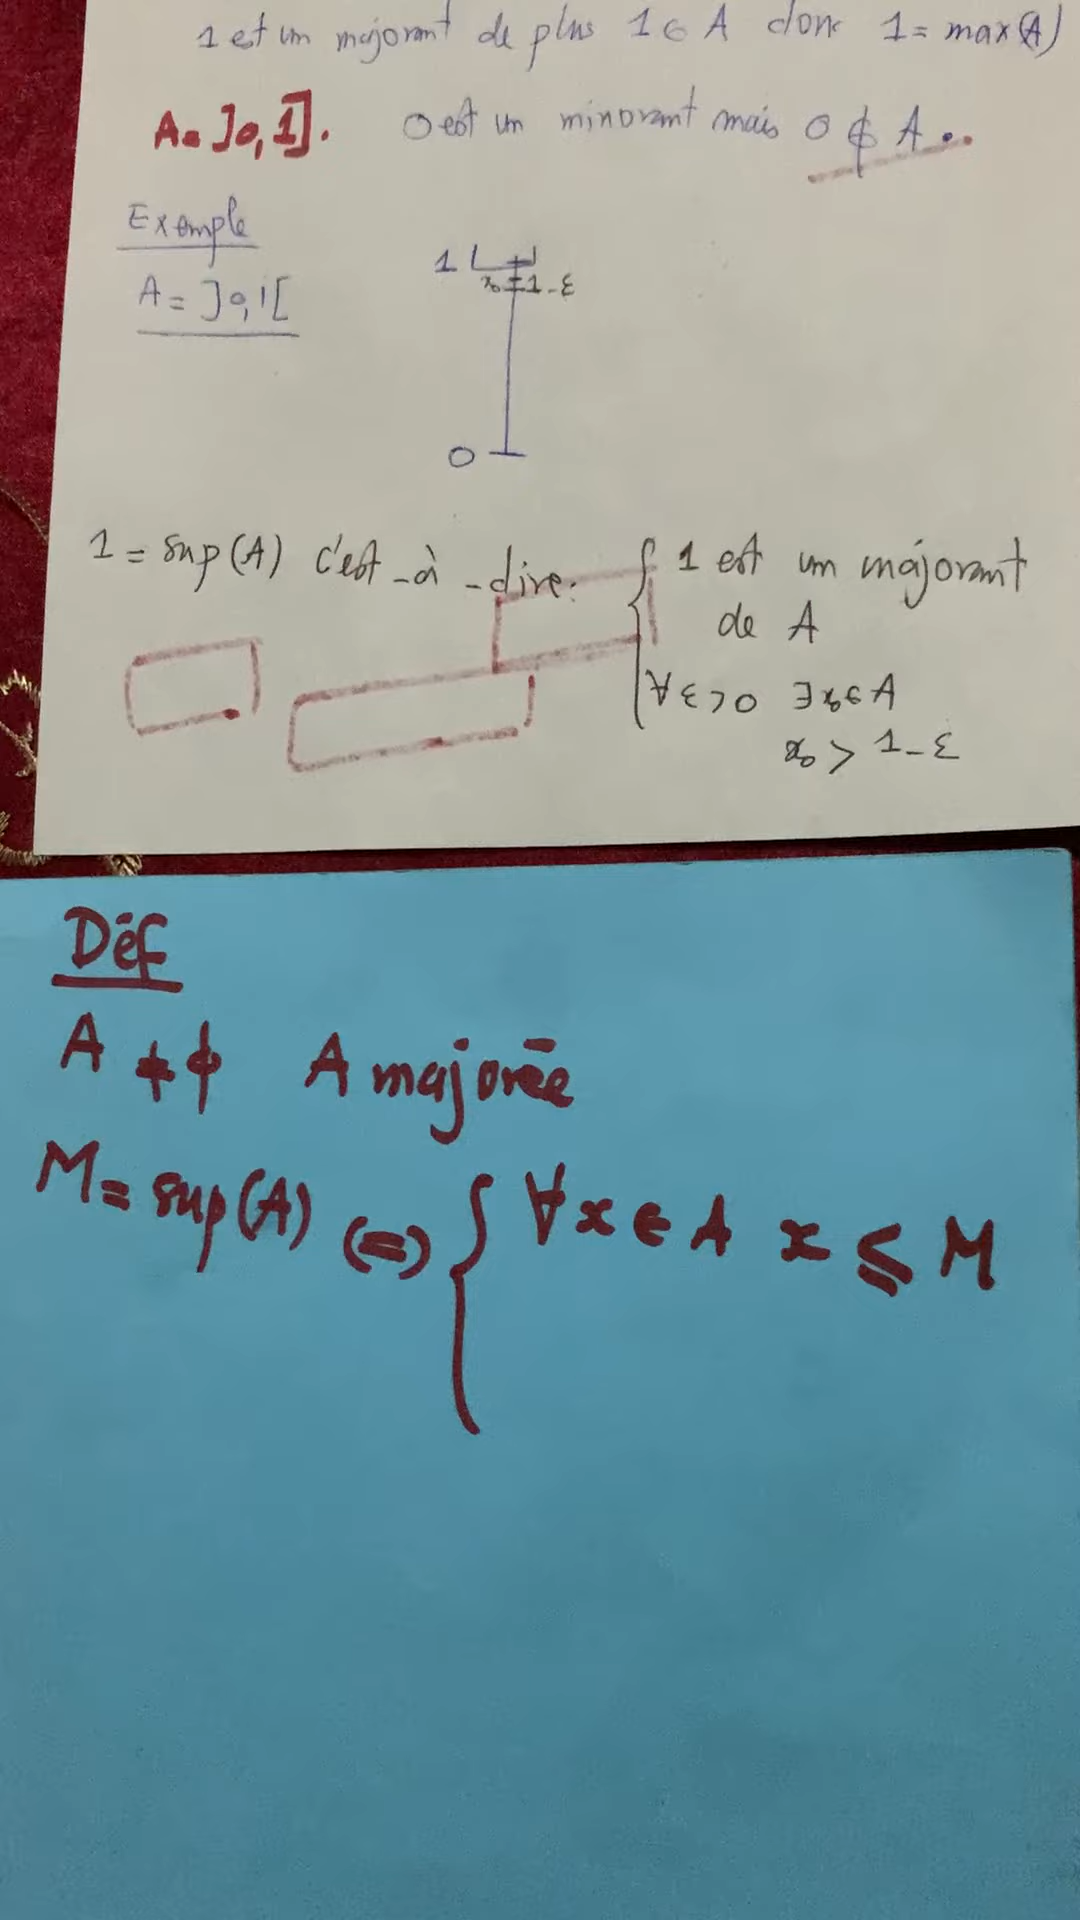 1 est un majorant de plus 1 ∈ A donc 1 = max(A)
A = ]0,1]. 0 est un minorant mais 0 ∉ A..
Exemple
A = ]0,1[
1
x₀ 1-ε
0
1 = sup(A) c'est-à-dire: { 1 est un majorant
de A
∀ε>0 ∃x₀∈A
x₀ > 1-ε
Déf
A ≠ ϕ A majorée
M = sup(A) (=) { ∀x ∈ A x ⩽ M